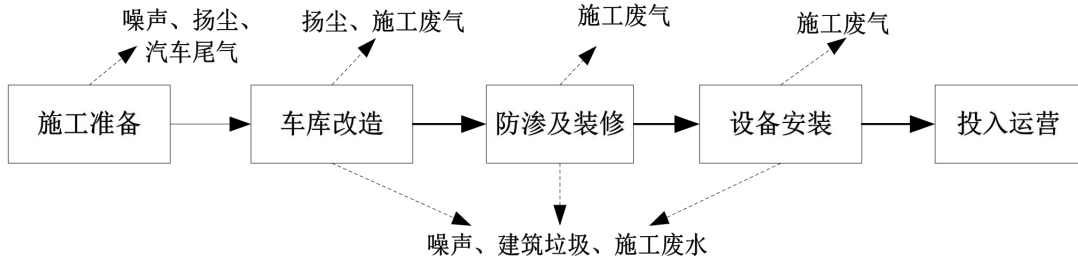 噪声、扬尘、
汽车尾气
扬尘、施工废气
施工废气
施工废气
施工准备
车库改造
防渗及装修
设备安装
投入运营
噪声、建筑垃圾、施工废水